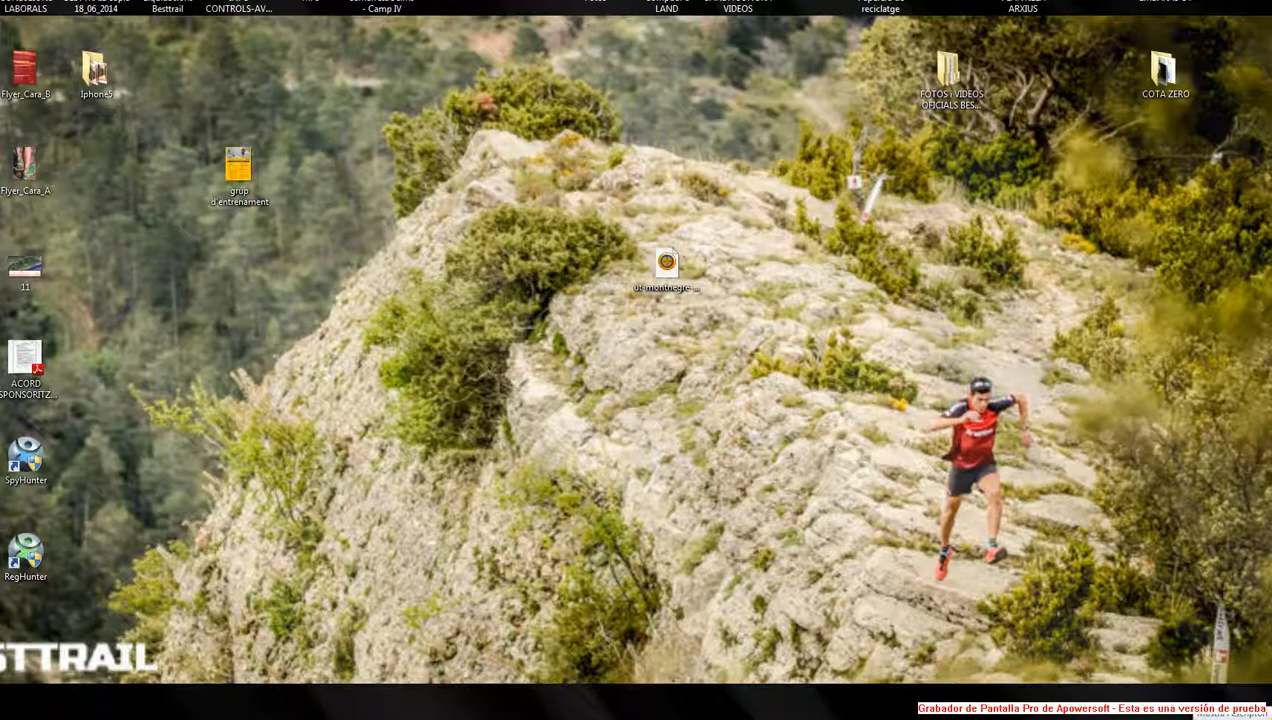 LABORALS
18_06_2014
Besttrail
CONTROLS-AV...
- Camp IV
LAND
VIDEOS
reciclatge
ARXIUS
Flyer_Cara_B
Iphone5
FOTOS i VIDEOS
OFICIALS BES...
COTA ZERO
Flyer_Cara_A
grup
d'entrenament
11
ut-montnegre-...
ACORD
SPONSORITZ...
SpyHunter
RegHunter
STTRAIL
Grabador de Pantalla Pro de Apowersoft - Esta es una versión de prueba